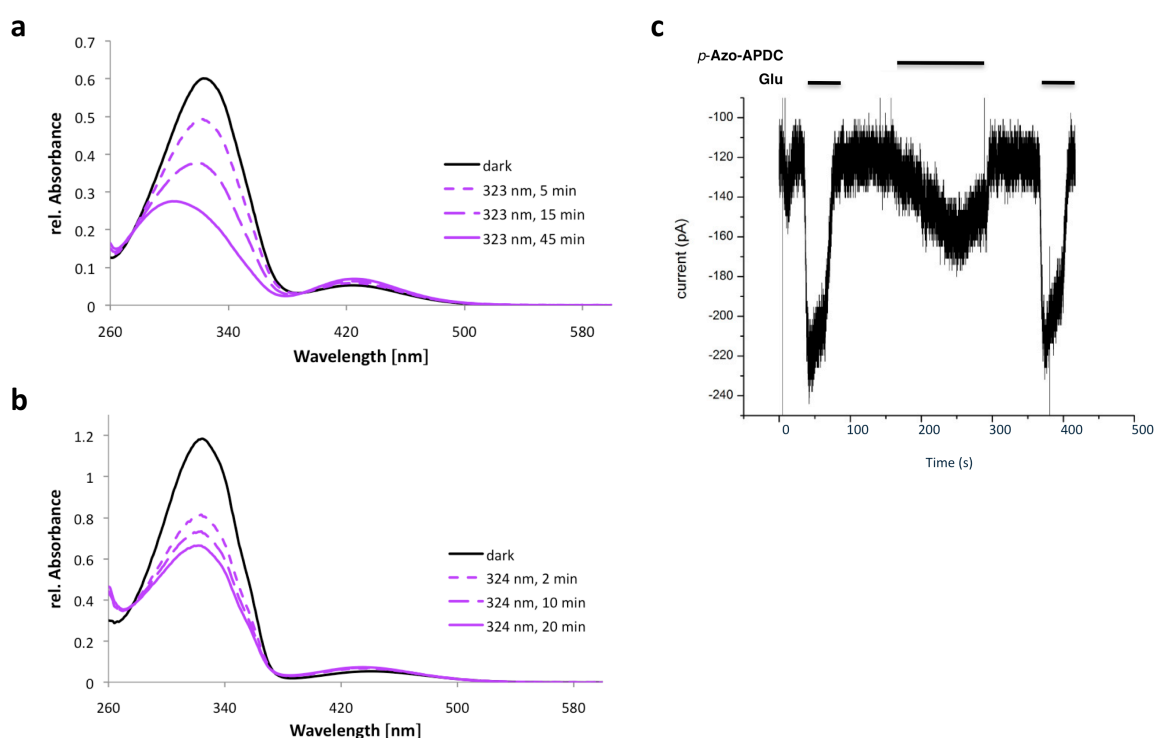 a
0.7
0.6
0.5
0.4
0.3
0.2
0.1
0
rel. Absorbance
260 340 420 500 580
Wavelength [nm]
dark
323 nm, 5 min
323 nm, 15 min
323 nm, 45 min
b
1.2
1
0.8
0.6
0.4
0.2
0
rel. Absorbance
260 340 420 500 580
Wavelength [nm]
dark
324 nm, 2 min
324 nm, 10 min
324 nm, 20 min
c
p-Azo-APDC
Glu
-100
-120
-140
-160
-180
-200
-220
-240
current (pA)
0 100 200 300 400 500
Time (s)